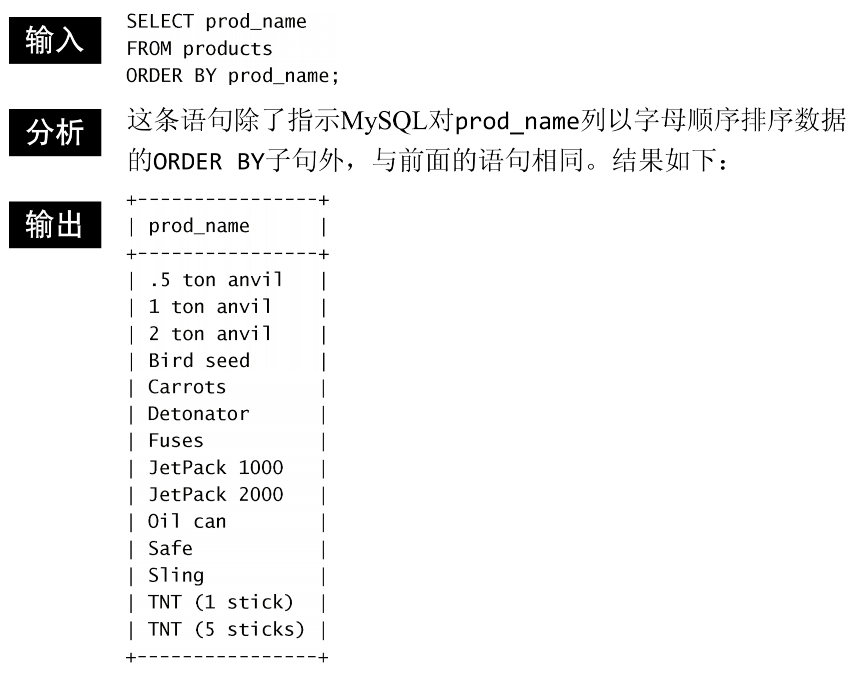 输入
SELECT prod_name
FROM products
ORDER BY prod_name;
分析
这条语句除了指示MySQL对prod_name列以字母顺序排序数据
的ORDER BY子句外，与前面的语句相同。结果如下：
输出
+----------------+
| prod_name      |
+----------------+
| .5 ton anvil   |
| 1 ton anvil    |
| 2 ton anvil    |
| Bird seed      |
| Carrots        |
| Detonator      |
| Fuses          |
| JetPack 1000   |
| JetPack 2000   |
| Oil can        |
| Safe           |
| Sling          |
| TNT (1 stick)  |
| TNT (5 sticks) |
+----------------+